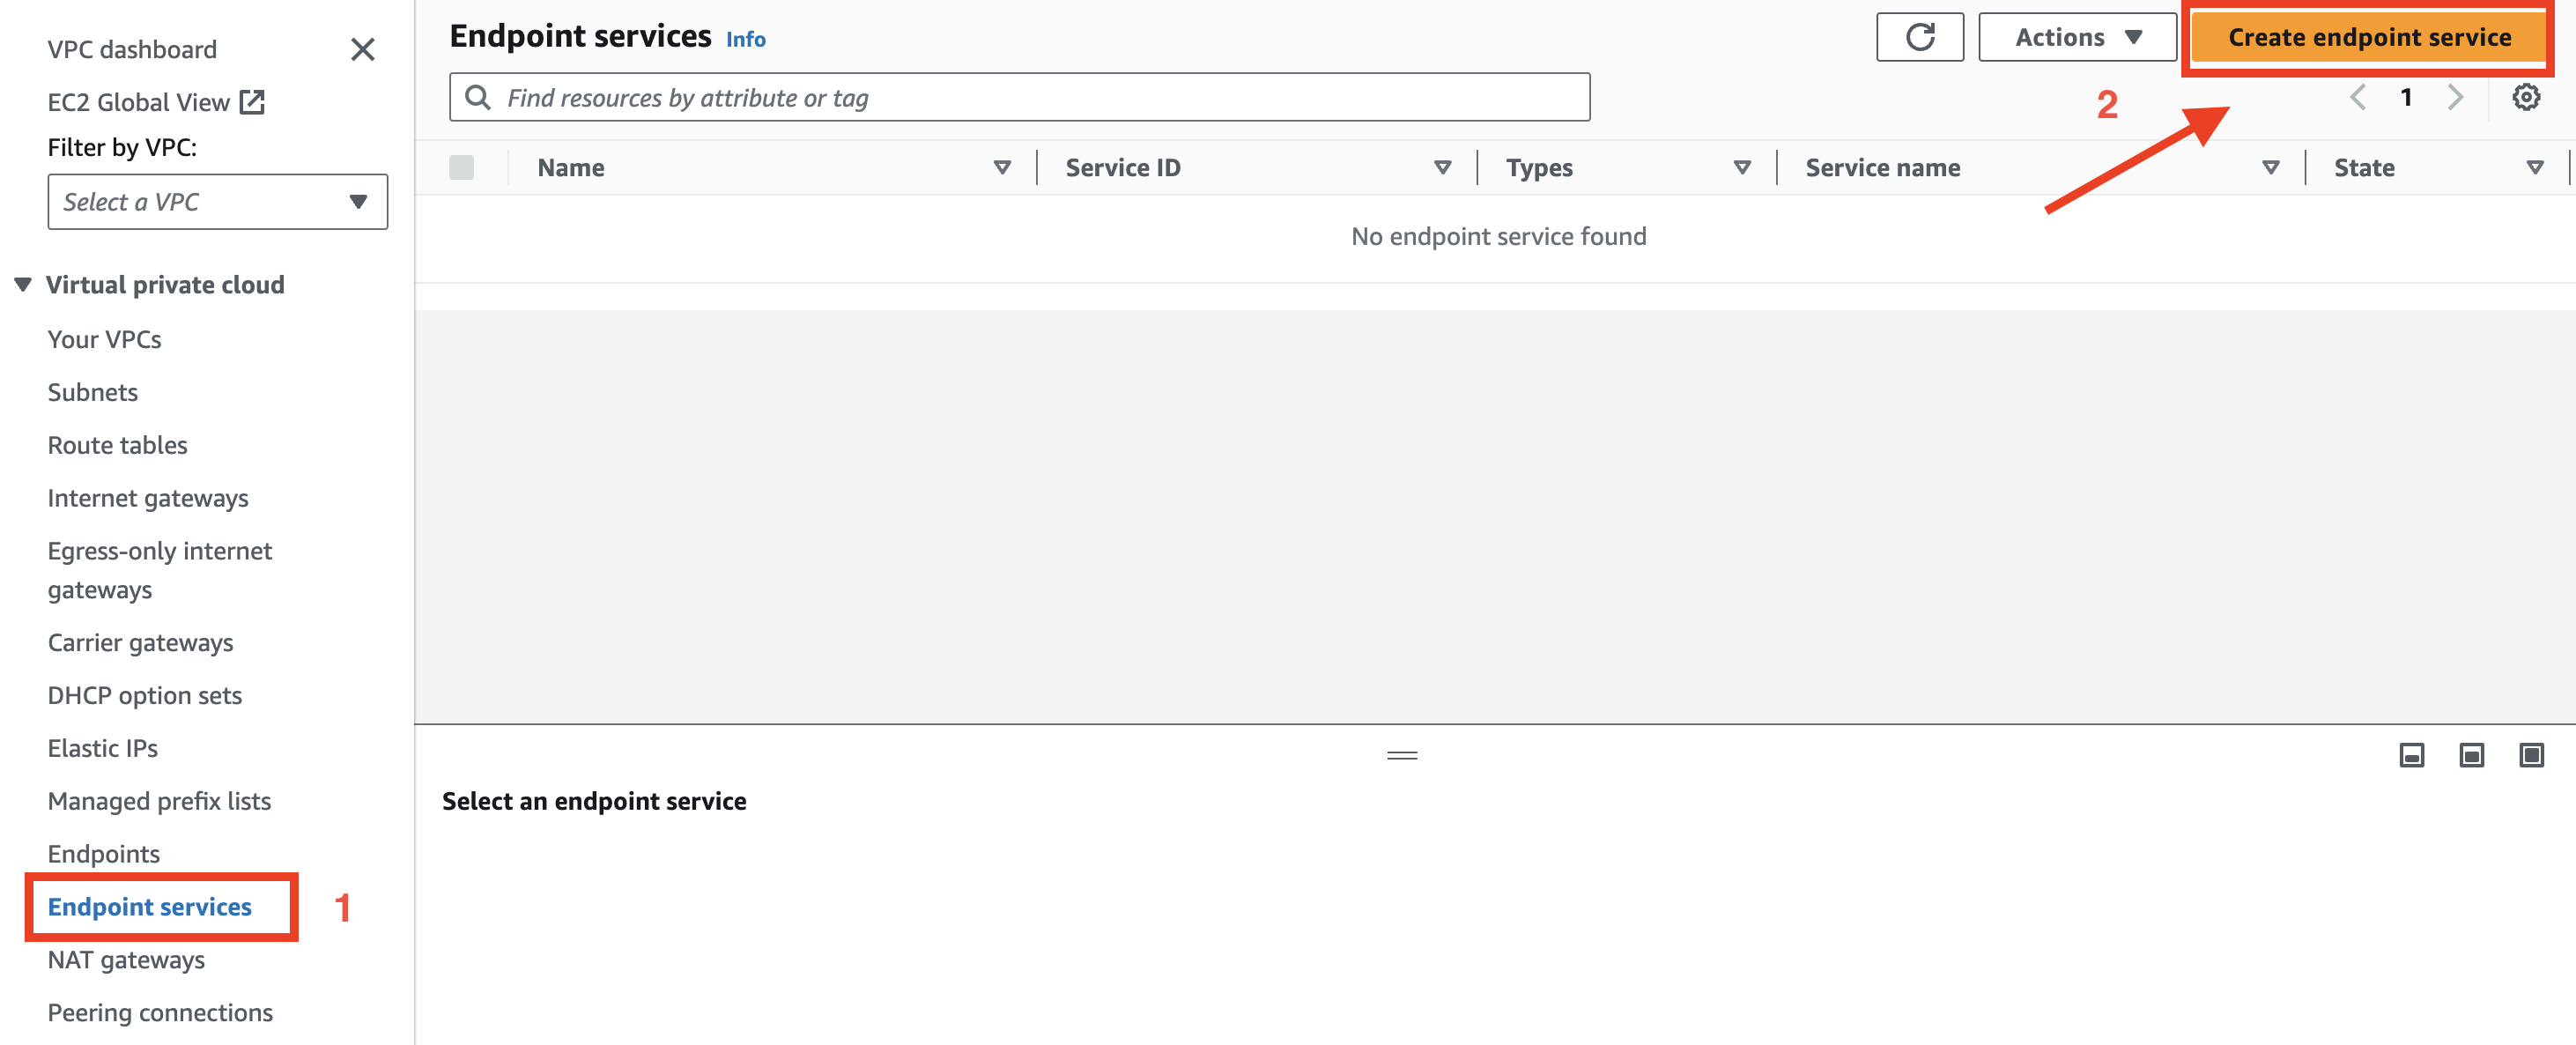 VPC dashboard
EC2 Global View
Filter by VPC:
Select a VPC
Virtual private cloud
Your VPCs
Subnets
Route tables
Internet gateways
Egress-only internet
gateways
Carrier gateways
DHCP option sets
Elastic IPs
Managed prefix lists
Endpoints
Endpoint services
1
NAT gateways
Peering connections
Endpoint services Info
Actions
Create endpoint service
Find resources by attribute or tag
2
1
Name Service ID Types Service name State
No endpoint service found
Select an endpoint service